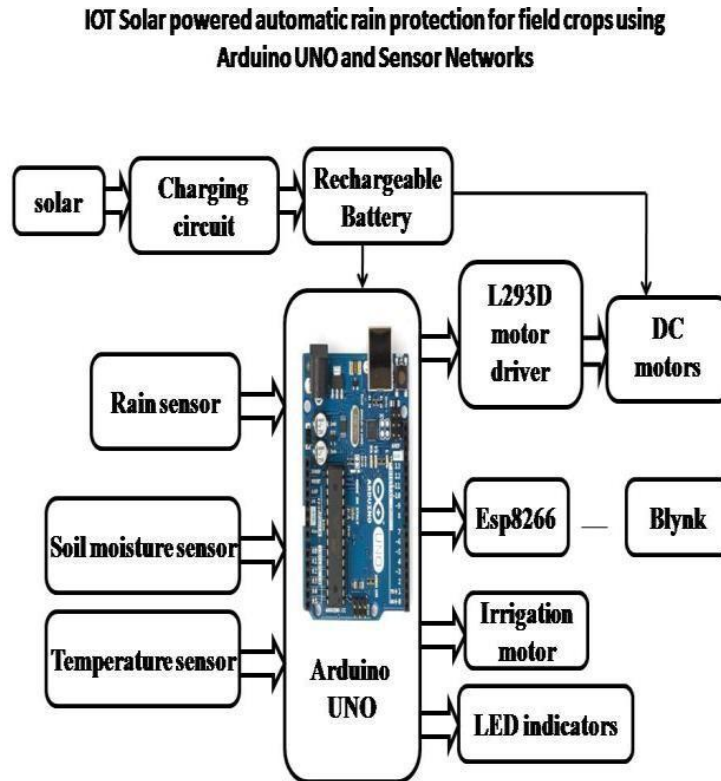 IOT Solar powered automatic rain protection for field crops using
Arduino UNO and Sensor Networks
solar
Charging
circuit
Rechargeable
Battery
L293D
motor
driver
DC
motors
Rain sensor
Soil moisture sensor
Temperature sensor
ARDUINO
UNO
Arduino
UNO
Esp8266
Blynk
Irrigation
motor
LED indicators